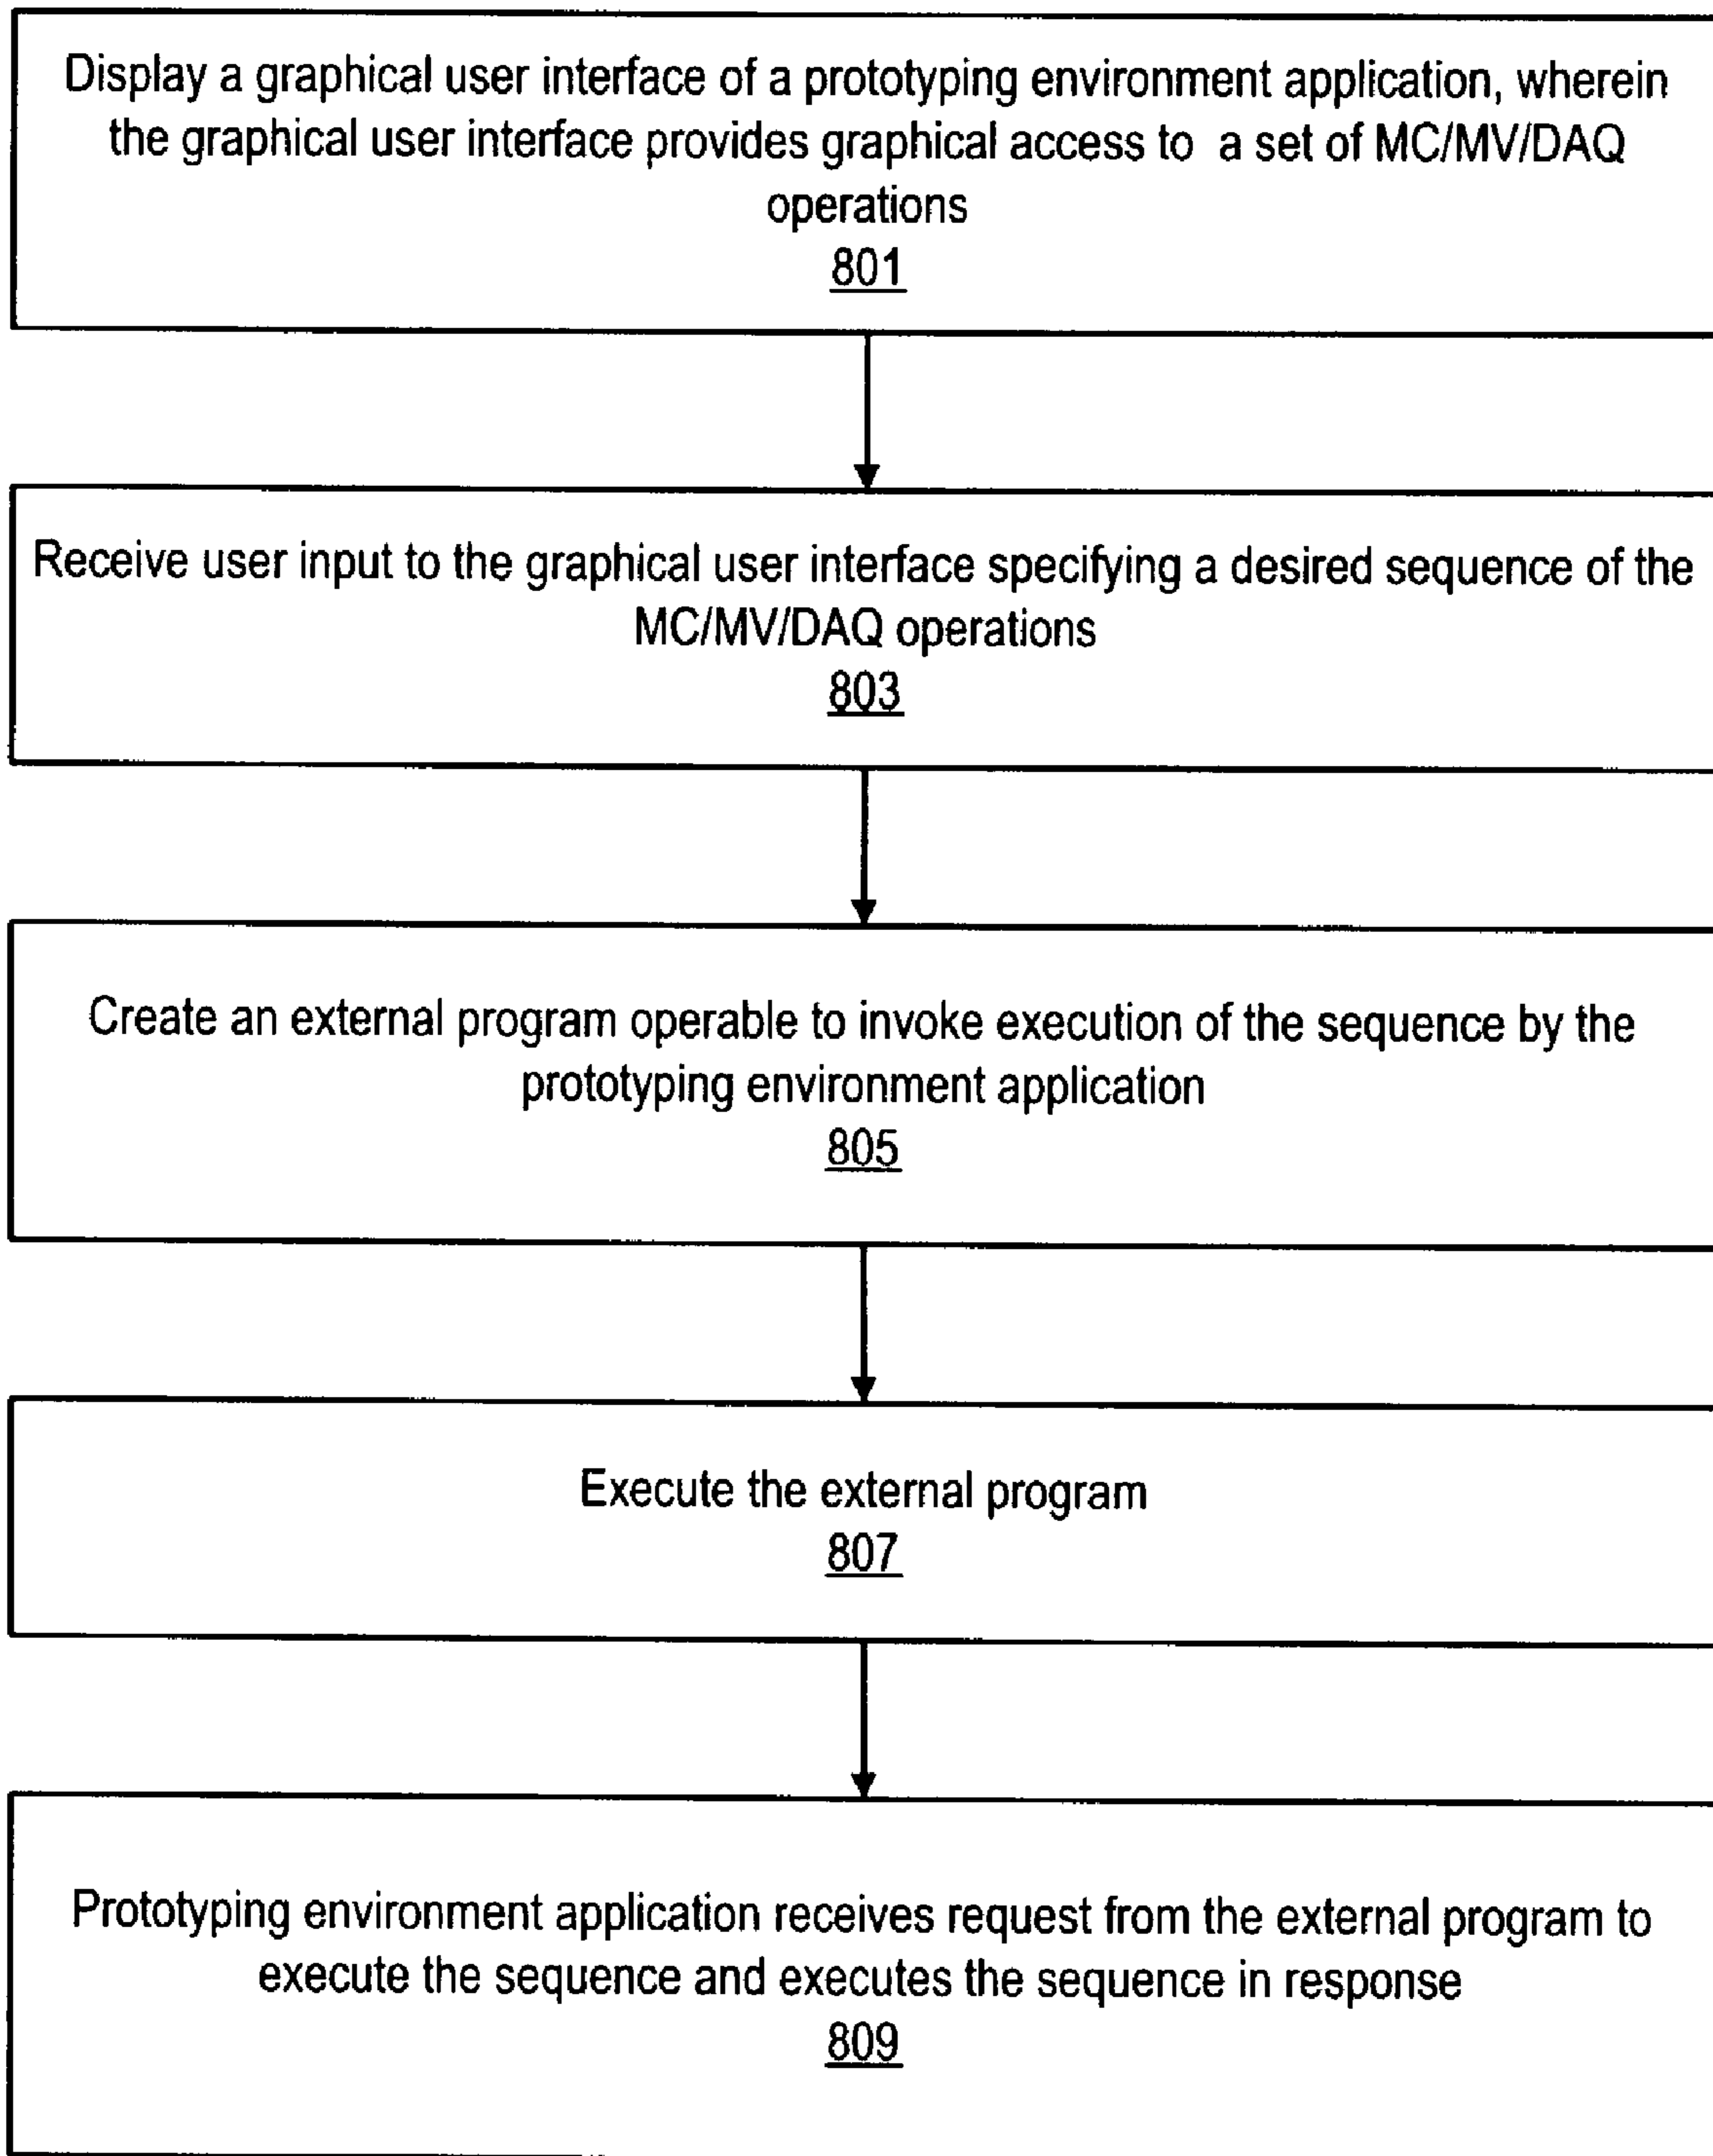 Display a graphical user interface of a prototyping environment application, wherein
the graphical user interface provides graphical access to a set of MC/MV/DAQ
operations
801
Receive user input to the graphical user interface specifying a desired sequence of the
MC/MV/DAQ operations
803
Create an external program operable to invoke execution of the sequence by the
prototyping environment application
805
Execute the external program
807
Prototyping environment application receives request from the external program to
execute the sequence and executes the sequence in response
809